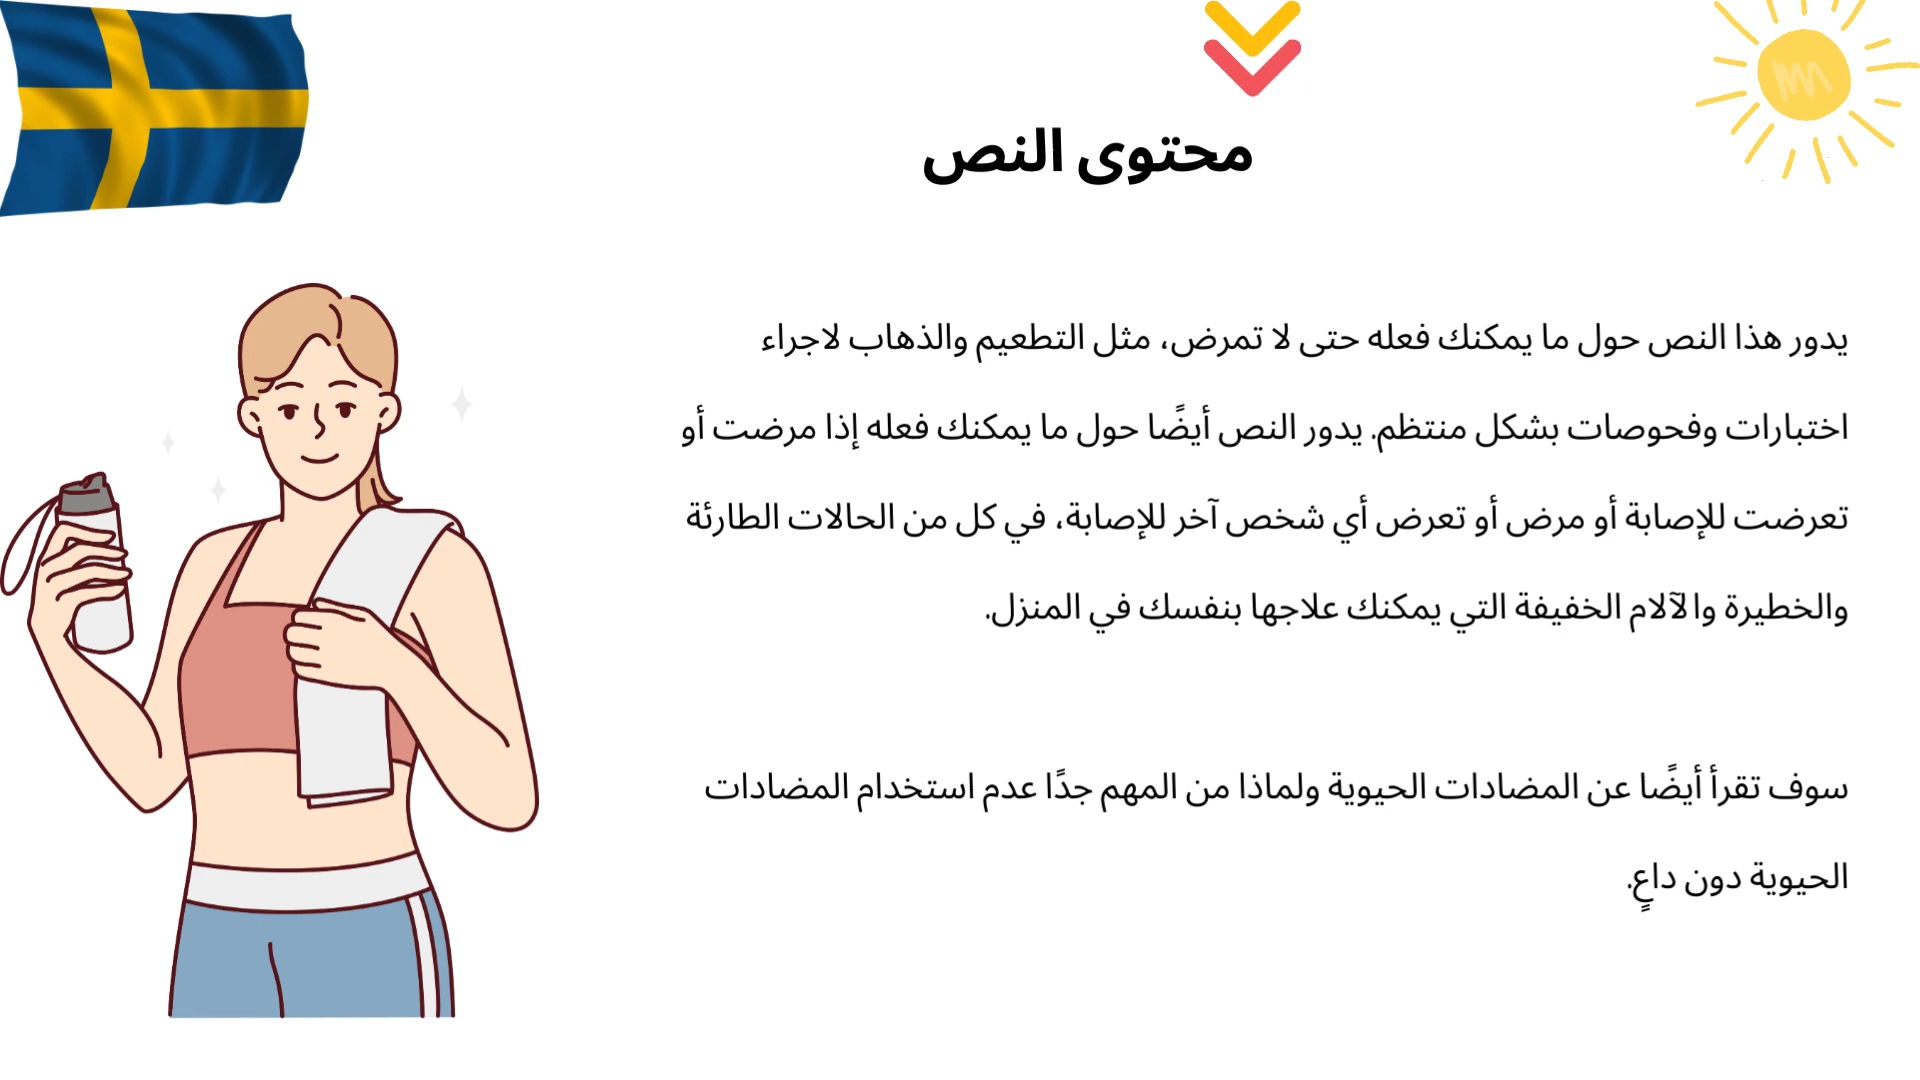 محتوى النص
يدور هذا النص حول ما يمكنك فعله حتى لا تمرض، مثل التطعيم والذهاب لاجراء
اختبارات وفحوصات بشكل منتظم. يدور النص أيضًا حول ما يمكنك فعله إذا مرضت أو
تعرضت للإصابة أو مرض أو تعرض أي شخص آخر للإصابة، في كل من الحالات الطارئة
والخطيرة والآلام الخفيفة التي يمكنك علاجها بنفسك في المنزل.
سوف تقرأ أيضًا عن المضادات الحيوية ولماذا من المهم جدًا عدم استخدام المضادات
الحيوية دون داعٍ.